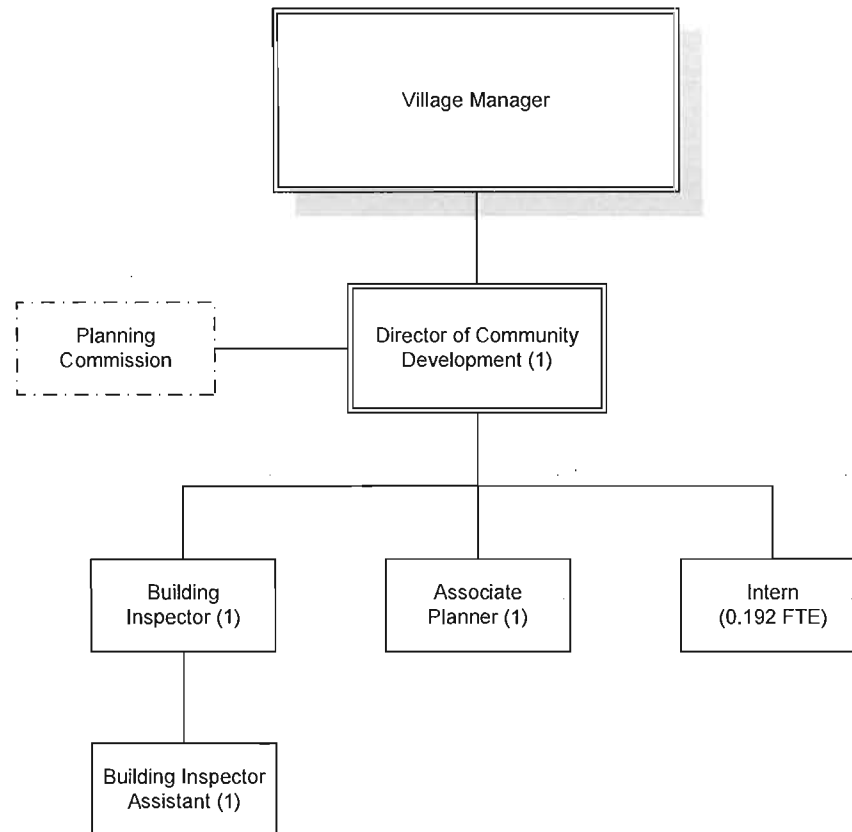 Village Manager
Planning
Commission
Director of Community
Development (1)
Building
Inspector (1)
Associate
Planner (1)
Intern
(0.192 FTE)
Building Inspector
Assistant (1)